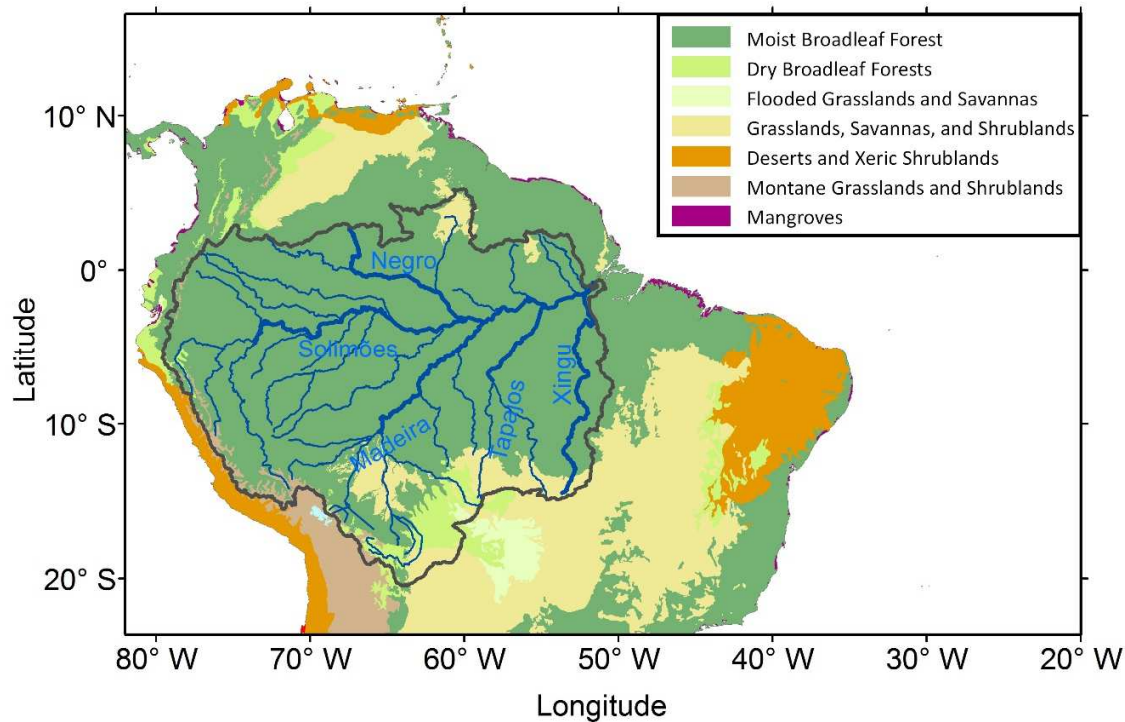 Moist Broadleaf Forest
Dry Broadleaf Forests
Flooded Grasslands and Savannas
Grasslands, Savannas, and Shrublands
Deserts and Xeric Shrublands
Montane Grasslands and Shrublands
Mangroves
10° N
0°
10° S
20° S
Latitude
Negro
Solimões
Madeira
Tapajos
Xingu
80° W
70° W
60° W
50° W
40° W
30° W
20° W
Longitude